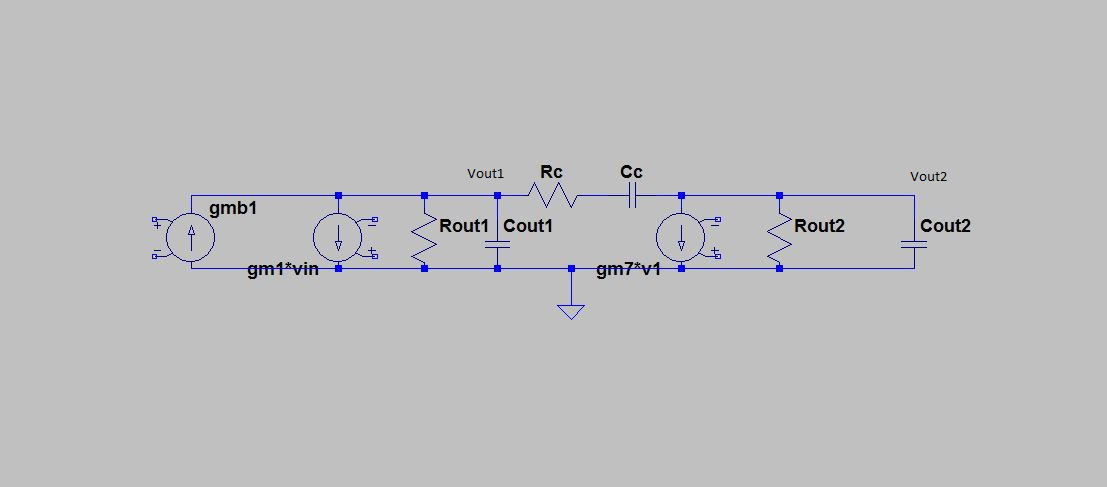 Vout1 Rc Cc Vout2
gmb1
Rout1 Cout1 Rout2 Cout2
gm1*vin gm7*v1